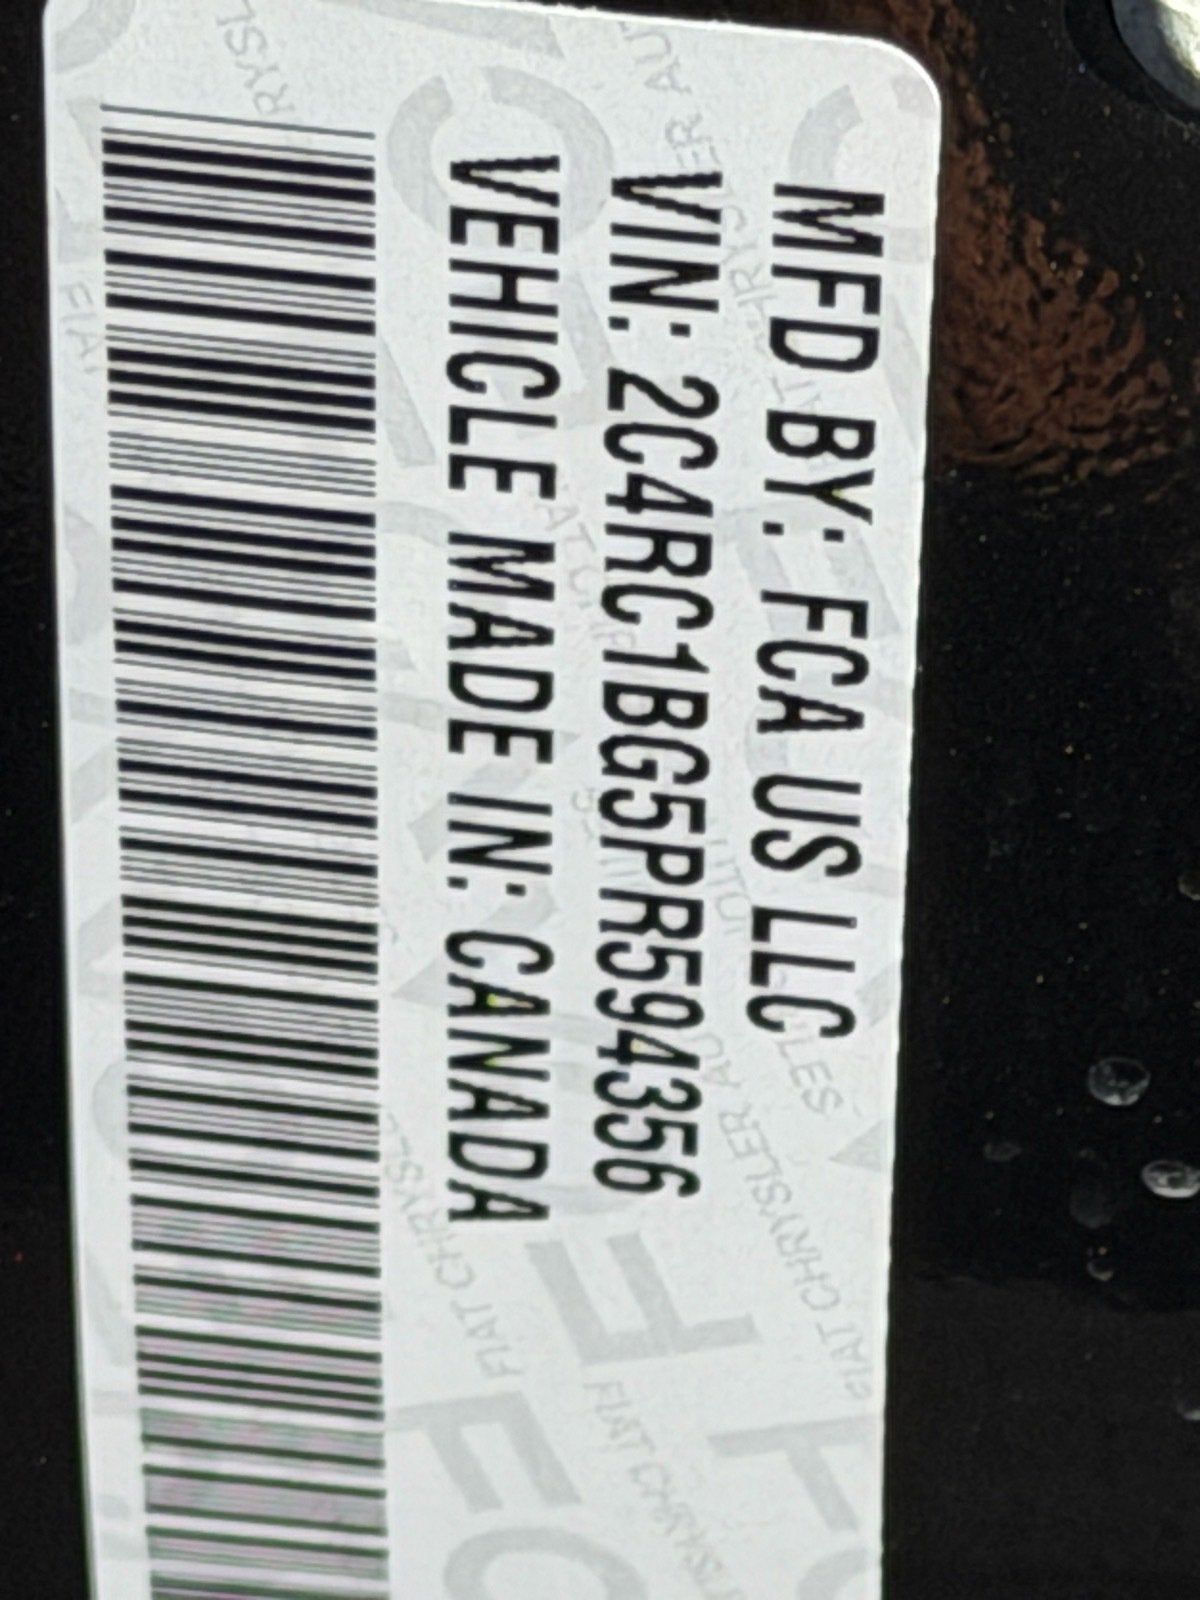 MFD BY: FCA US LLC
VIN: 2C4RC1BG5PR594356
VEHICLE MADE IN: CANADA